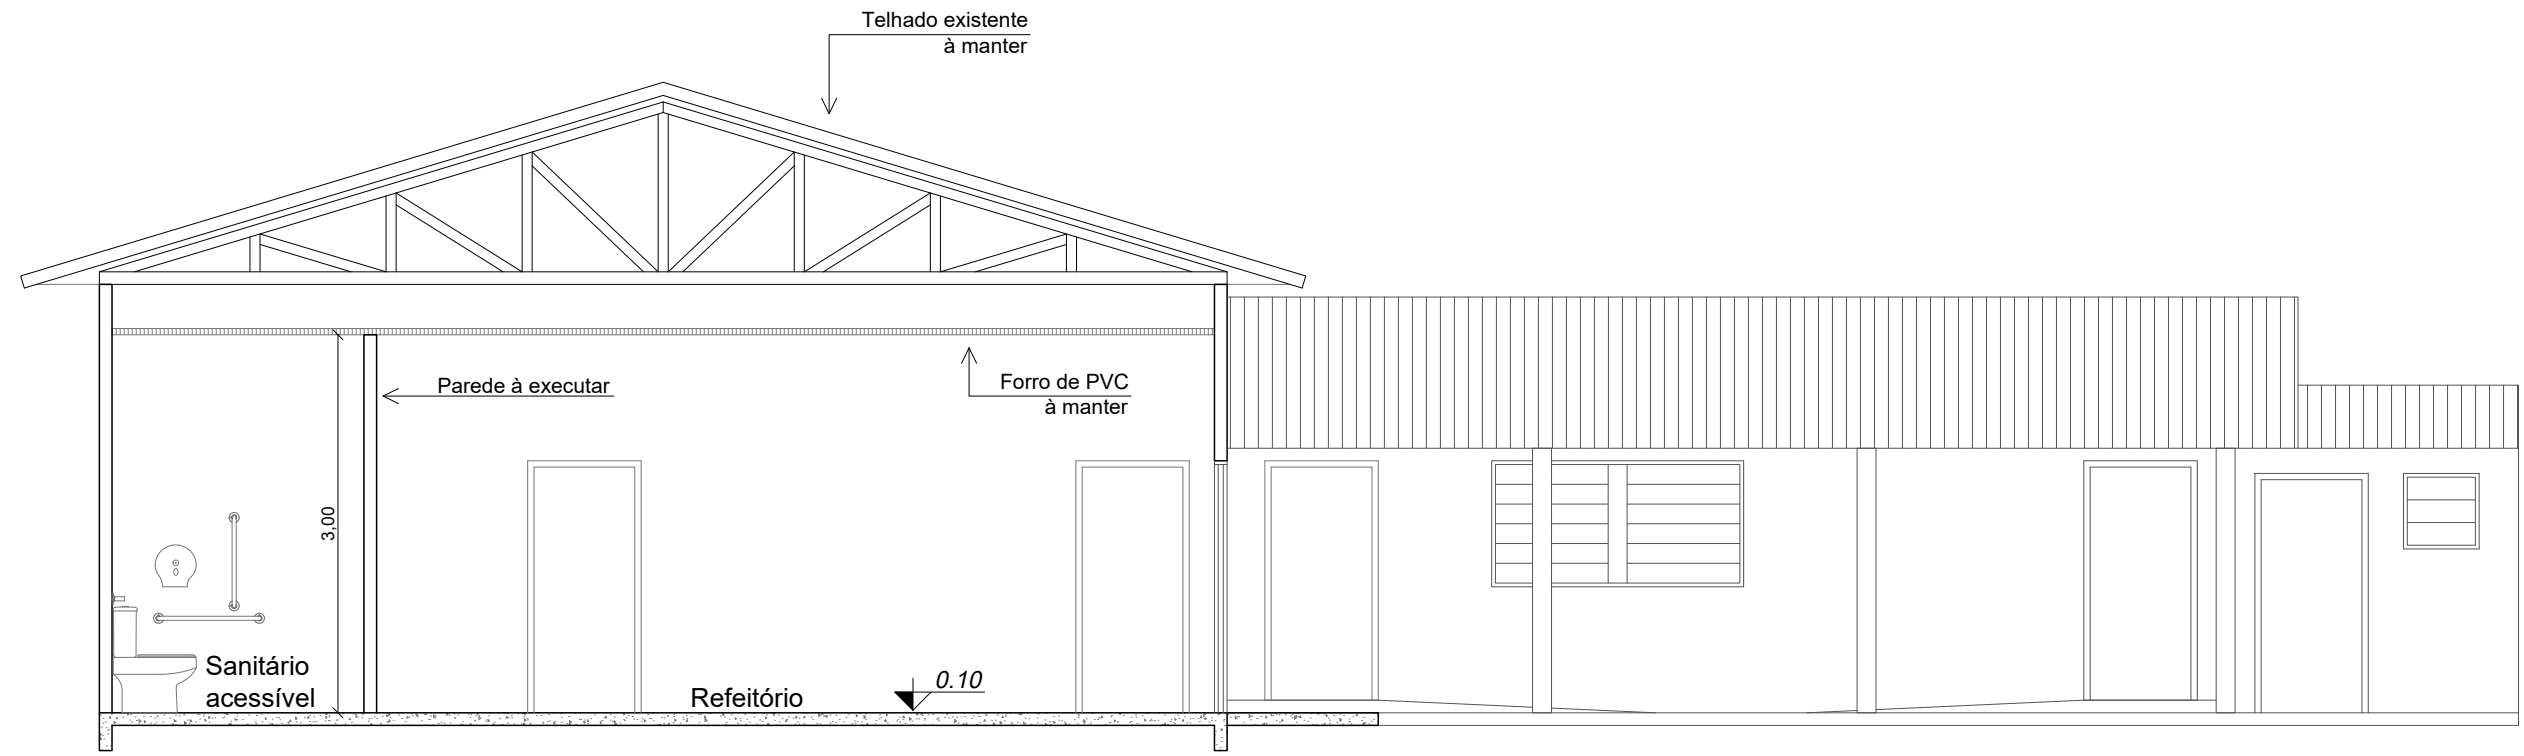 Telhado existente
à manter
Parede à executar
Forro de PVC
à manter
3,00
Sanitário
acessível
Refeitório
0.10